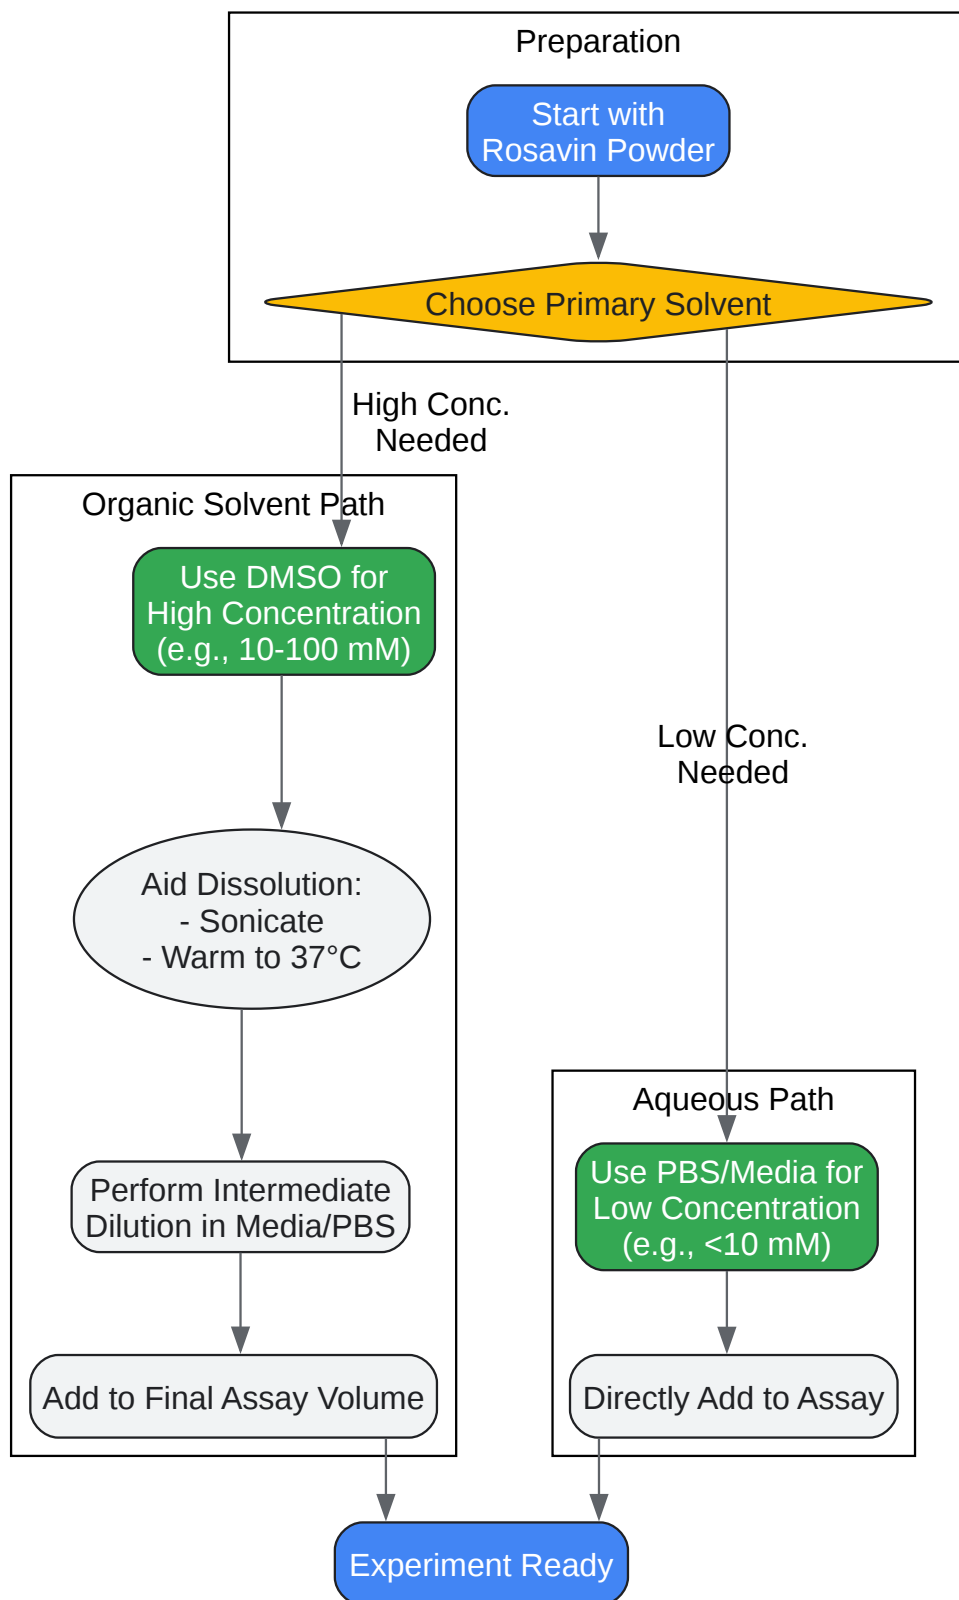 Preparation
Start with
Rosavin Powder
Choose Primary Solvent
High Conc.
Needed
Organic Solvent Path
Use DMSO for
High Concentration
(e.g., 10-100 mM)
Aid Dissolution:
- Sonicate
- Warm to 37°C
Perform Intermediate
Dilution in Media/PBS
Add to Final Assay Volume
Low Conc.
Needed
Aqueous Path
Use PBS/Media for
Low Concentration
(e.g., <10 mM)
Directly Add to Assay
Experiment Ready